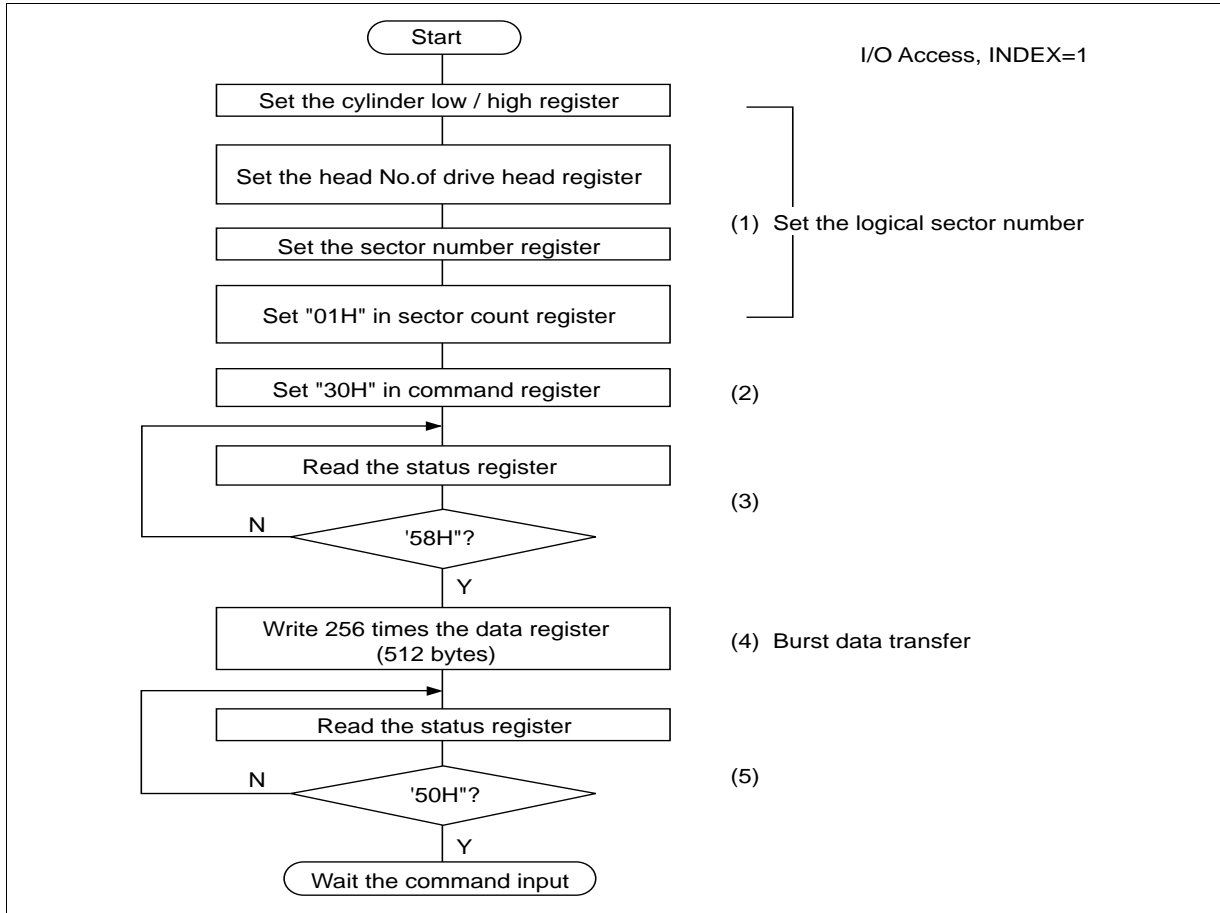 Start
I/O Access, INDEX=1
Set the cylinder low / high register
Set the head No.of drive head register
(1) Set the logical sector number
Set the sector number register
Set "01H" in sector count register
Set "30H" in command register
(2)
Read the status register
(3)
N
'58H"?
Y
Write 256 times the data register
(512 bytes)
(4) Burst data transfer
Read the status register
N
'50H"?
(5)
Y
Wait the command input